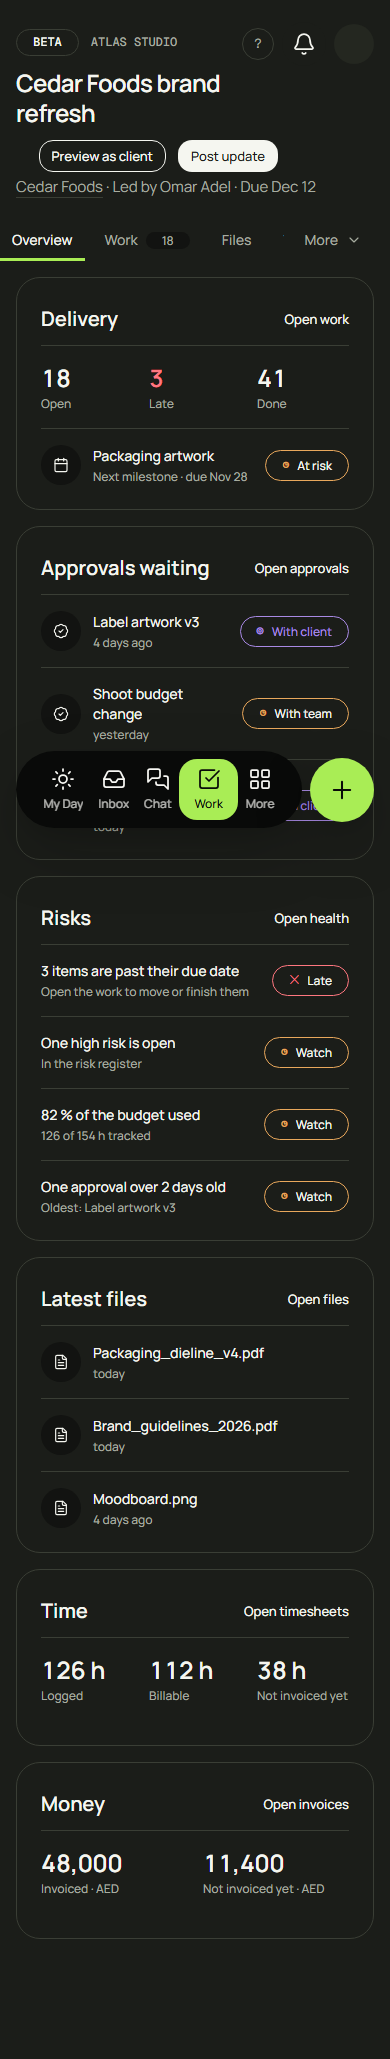 BETA ATLAS STUDIO ?
Cedar Foods brand
refresh
Preview as client Post update
Cedar Foods · Led by Omar Adel · Due Dec 12
Overview Work 18 Files More
Delivery Open work
18 3 41
Open Late Done
Packaging artwork
Next milestone · due Nov 28
At risk
Approvals waiting Open approvals
Label artwork v3
4 days ago
With client
Shoot budget
change
yesterday
With team
My Day Inbox Chat Work More
today
Risks Open health
3 items are past their due date
Open the work to move or finish them
Late
One high risk is open
In the risk register
Watch
82 % of the budget used
126 of 154 h tracked
Watch
One approval over 2 days old
Oldest: Label artwork v3
Watch
Latest files Open files
Packaging_dieline_v4.pdf
today
Brand_guidelines_2026.pdf
today
Moodboard.png
4 days ago
Time Open timesheets
126 h 112 h 38 h
Logged Billable Not invoiced yet
Money Open invoices
48,000 11,400
Invoiced · AED Not invoiced yet · AED